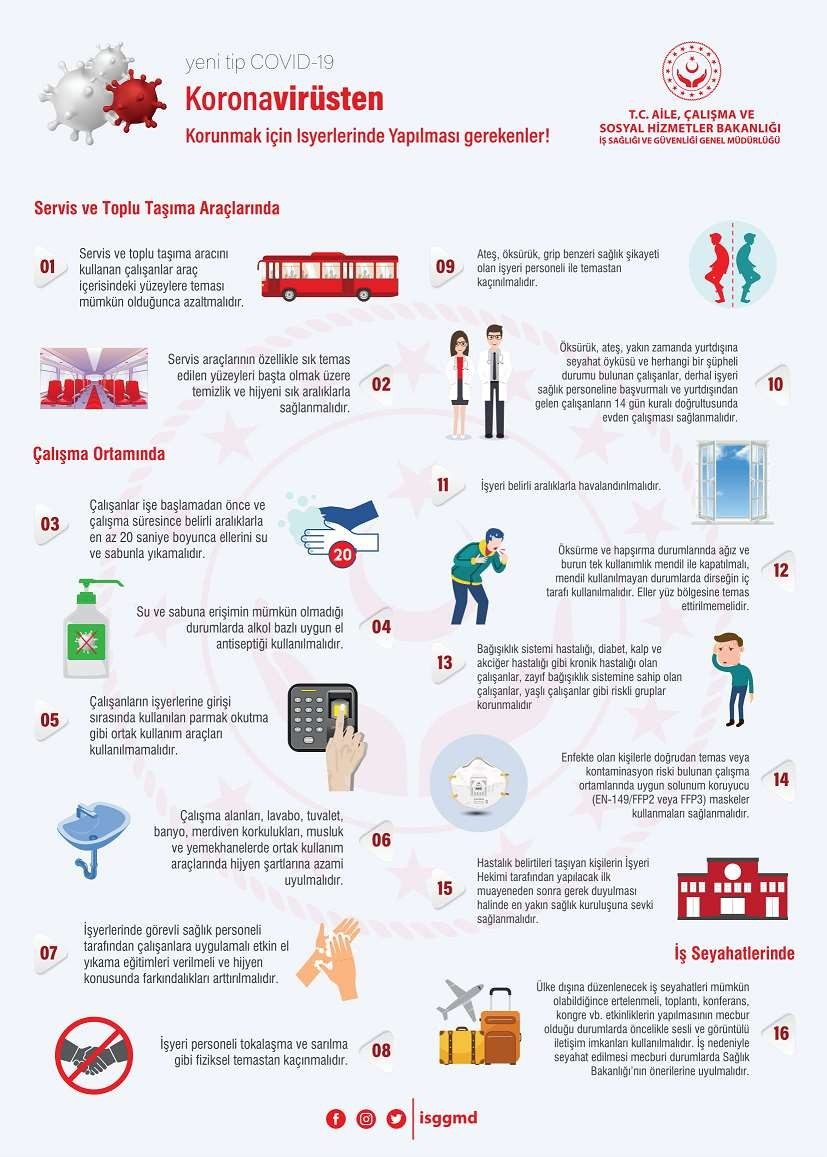 yeni tip COVID-19
Koronavirüsten
Korunmak için Isyerlerinde Yapılması gerekenler!
T.C. AİLE, ÇALIŞMA VE
SOSYAL HİZMETLER BAKANLIĞI
İŞ SAĞLIĞI VE GÜVENLİĞİ GENEL MÜDÜRLÜĞÜ
Servis ve Toplu Taşıma Araçlarında
01
Servis ve toplu taşıma aracını
kullanan çalışanlar araç
içerisindeki yüzeylere teması
mümkün olduğunca azaltmalıdır.
Servis araçlarının özellikle sık temas
edilen yüzeyleri başta olmak üzere
temizlik ve hijyeni sık aralıklarla
sağlanmalıdır.
02
Çalışma Ortamında
03
Çalışanlar işe başlamadan önce ve
çalışma süresince belirli aralıklarla
en az 20 saniye boyunca ellerini su
ve sabunla yıkamalıdır.
20
Su ve sabuna erişimin mümkün olmadığı
durumlarda alkol bazlı uygun el
antiseptiği kullanılmalıdır.
04
05
Çalışanların işyerlerine girişi
sırasında kullanılan parmak okutma
gibi ortak kullanım araçları
kullanılmamalıdır.
Çalışma alanları, lavabo, tuvalet,
banyo, merdiven korkulukları, musluk
ve yemekhanelerde ortak kullanım
araçlarında hijyen şartlarına azami
uyulmalıdır.
06
07
İşyerlerinde görevli sağlık personeli
tarafından çalışanlara uygulamalı etkin el
yıkama eğitimleri verilmeli ve hijyen
konusunda farkındalıkları arttırılmalıdır.
İşyeri personeli tokalaşma ve sarılma
gibi fiziksel temastan kaçınmalıdır.
08
09
Ateş, öksürük, grip benzeri sağlık şikayeti
olan işyeri personeli ile temastan
kaçınılmalıdır.
Öksürük, ateş, yakın zamanda yurtdışına
seyahat öyküsü ve herhangi bir şüpheli
durumu bulunan çalışanlar, derhal işyeri
sağlık personeline başvurmalı ve yurtdışından
gelen çalışanların 14 gün kuralı doğrultusunda
evden çalışması sağlanmalıdır.
10
11
İşyeri belirli aralıklarla havalandırılmalıdır.
Öksürme ve hapşırma durumlarında ağız ve
burun tek kullanımlık mendil ile kapatılmalı,
mendil kullanılmayan durumlarda dirseğin iç
tarafı kullanılmalıdır. Eller yüz bölgesine temas
ettirilmemelidir.
12
13
Bağışıklık sistemi hastalığı, diabet, kalp ve
akciğer hastalığı gibi kronik hastalığı olan
çalışanlar, zayıf bağışıklık sistemine sahip olan
çalışanlar, yaşlı çalışanlar gibi riskli gruplar
korunmalıdır
Enfekte olan kişilerle doğrudan temas veya
kontaminasyon riski bulunan çalışma
ortamlarında uygun solunum koruyucu
(EN-149/FFP2 veya FFP3) maskeler
kullanmaları sağlanmalıdır.
14
15
Hastalık belirtileri taşıyan kişilerin İşyeri
Hekimi tarafından yapılacak ilk
muayeneden sonra gerek duyulması
halinde en yakın sağlık kuruluşuna sevki
sağlanmalıdır.
İş Seyahatlerinde
Ülke dışına düzenlenecek iş seyahatleri mümkün
olabildiğince ertelenmeli, toplantı, konferans,
kongre vb. etkinliklerin yapılmasının mecbur
olduğu durumlarda öncelikle sesli ve görüntülü
iletişim imkanları kullanılmalıdır. İş nedeniyle
seyahat edilmesi mecburi durumlarda Sağlık
Bakanlığı'nın önerilerine uyulmalıdır.
16
isggmd